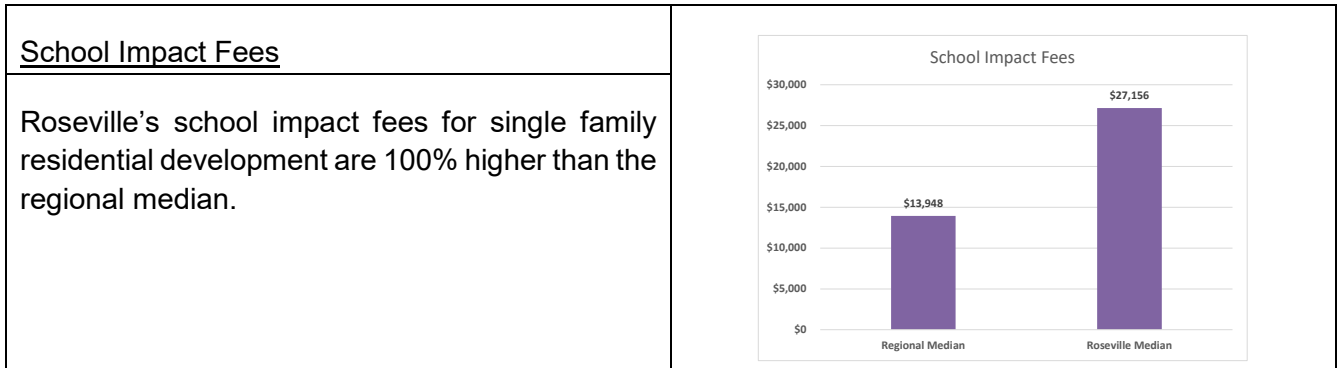 School Impact Fees
Roseville’s school impact fees for single family
residential development are 100% higher than the
regional median.
School Impact Fees
$30,000
$25,000
$20,000
$15,000
$10,000
$5,000
$0
$13,948
$27,156
Regional Median
Roseville Median